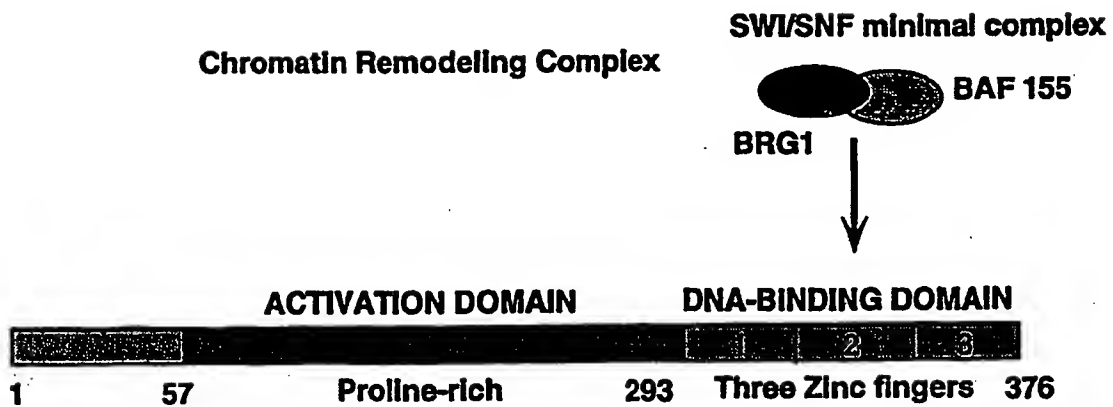 SWI/SNF minimal complex
Chromatin Remodeling Complex
BAF 155
BRG1
ACTIVATION DOMAIN DNA-BINDING DOMAIN
2 3
1 57 Proline-rich 293 Three Zinc fingers 376